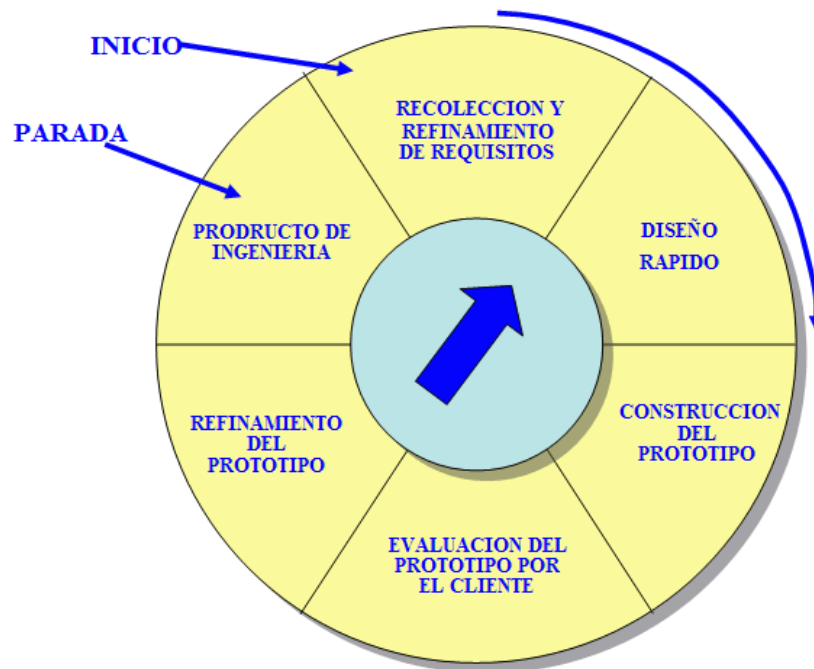 INICIO
PARADA
RECOLECCION Y
REFINAMIENTO
DE REQUISITOS
DISEÑO
RAPIDO
CONSTRUCCION
DEL
PROTOTIPO
EVALUACION DEL
PROTOTIPO POR
EL CLIENTE
REFINAMIENTO
DEL
PROTOTIPO
PRODRUCTO DE
INGENIERIA